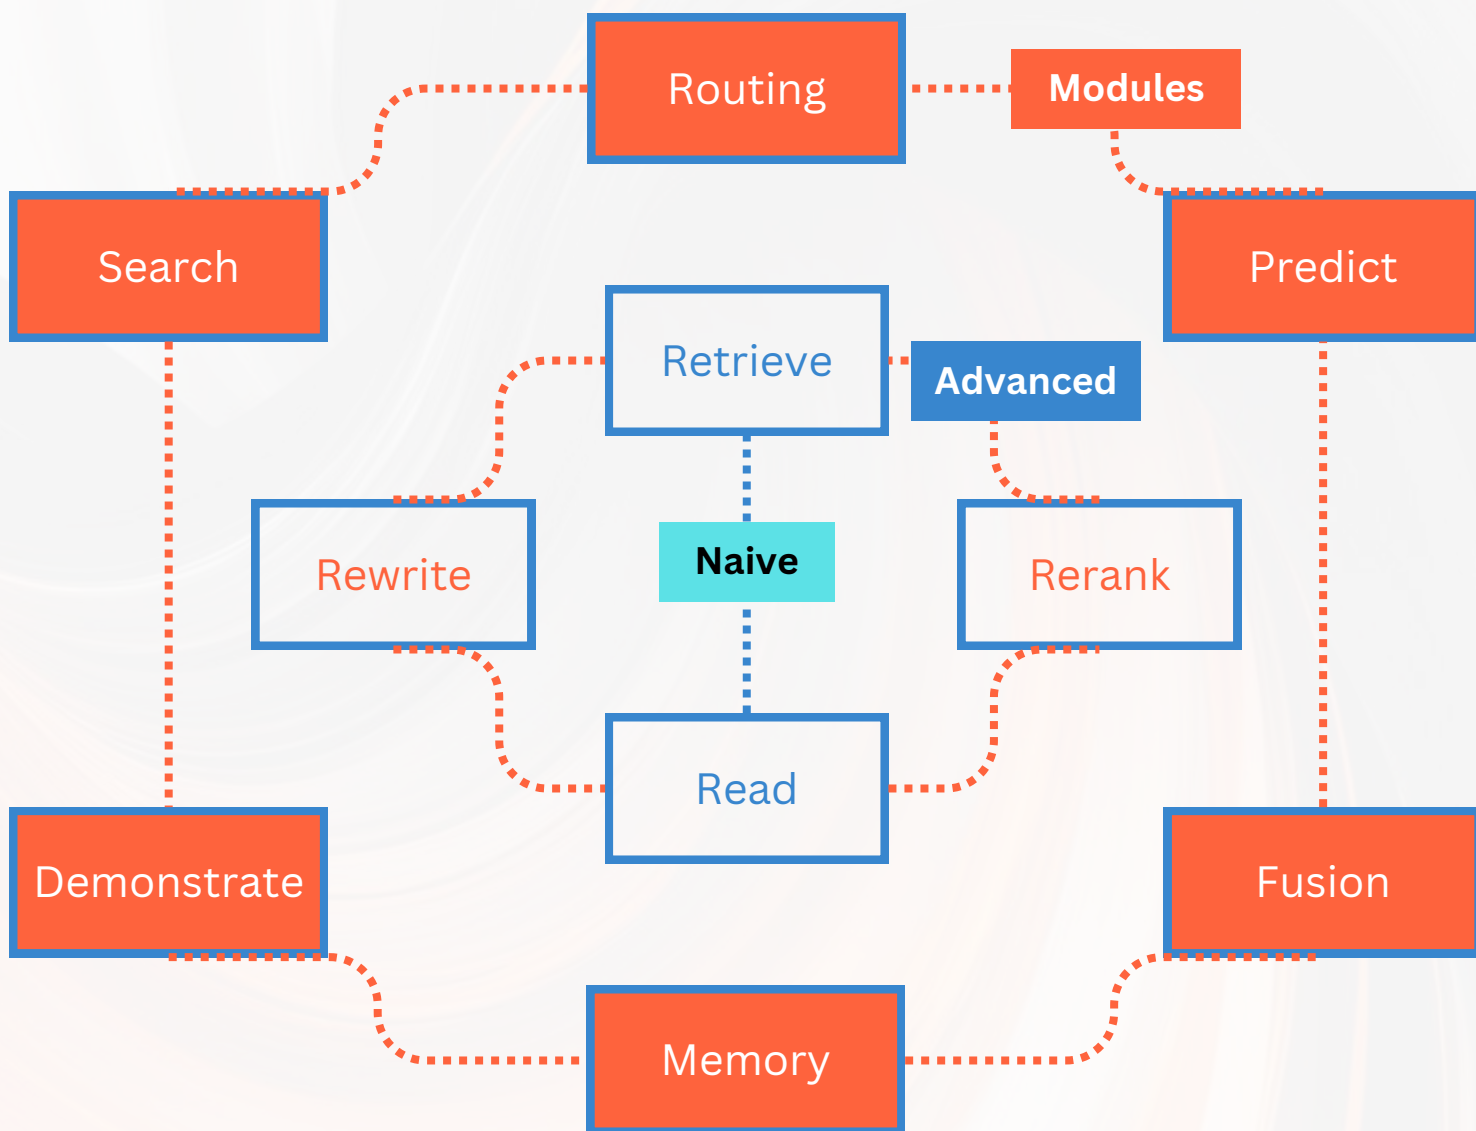 Routing
Modules
Search
Predict
Retrieve
Advanced
Naive
Rewrite
Rerank
Read
Demonstrate
Fusion
Memory